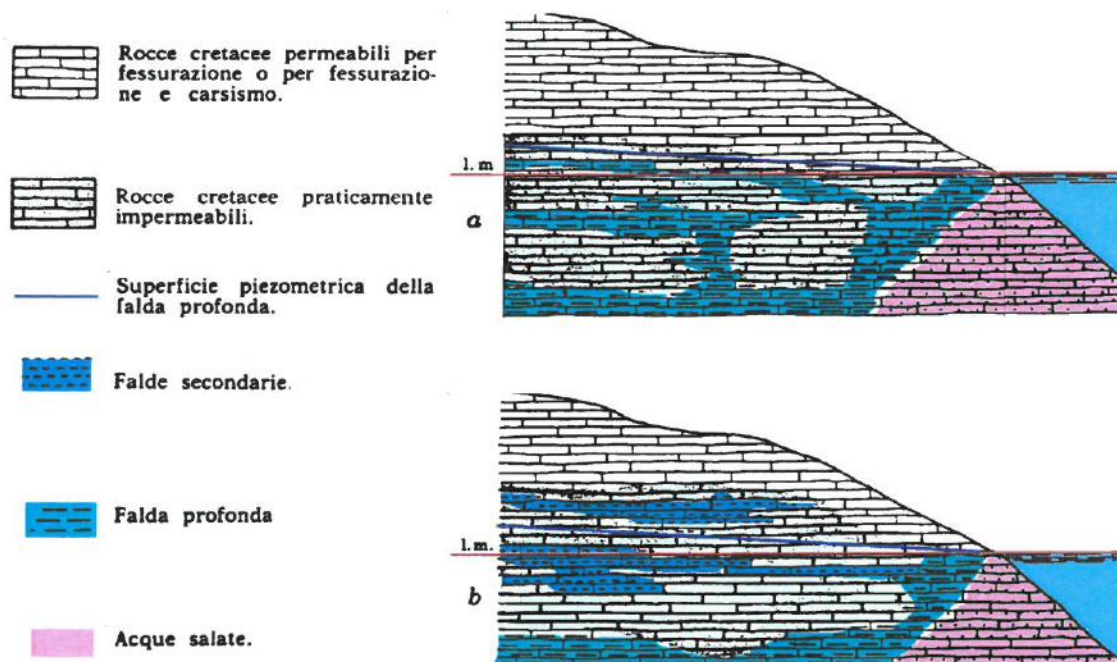 Rocce cretacee permeabili per
fessurazione o per fessurazio-
ne e carsismo.
Rocce cretacee praticamente
impermeabili.
Superficie piezometrica della
falda profonda.
Falde secondarie.
Falda profonda
Acque salate.
l. m
a
l. m.
b